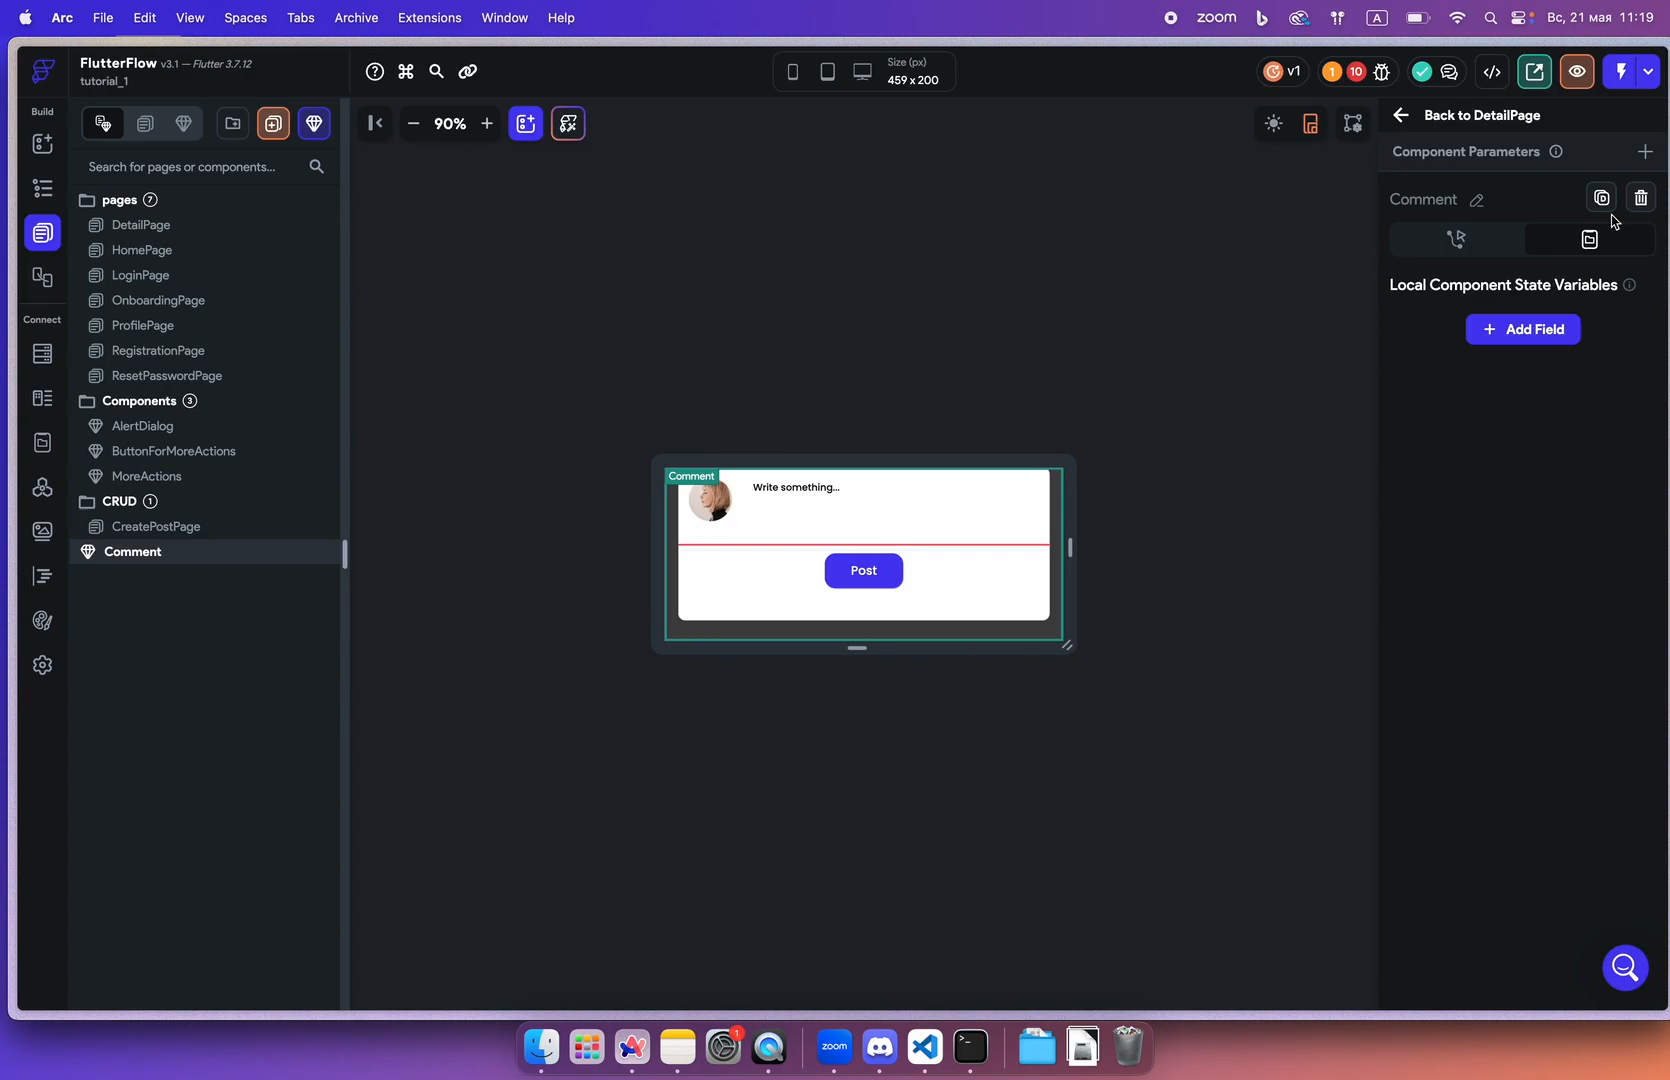 Arc File Edit View Spaces Tabs Archive Extensions Window Help zoom A Вс, 21 мая 11:19
FlutterFlow v3.1 – Flutter 3.7.12
tutorial_1
Size (px)
459 x 200
v1
1 10
Build
90%
Back to DetailPage
Component Parameters
Search for pages or components...
pages 7
Comment
DetailPage
HomePage
LoginPage
Local Component State Variables
OnboardingPage
Connect
ProfilePage
Add Field
RegistrationPage
ResetPasswordPage
Components 3
AlertDialog
ButtonForMoreActions
MoreActions
CRUD 1
CreatePostPage
Comment
Comment
Write something...
Post
1
zoom